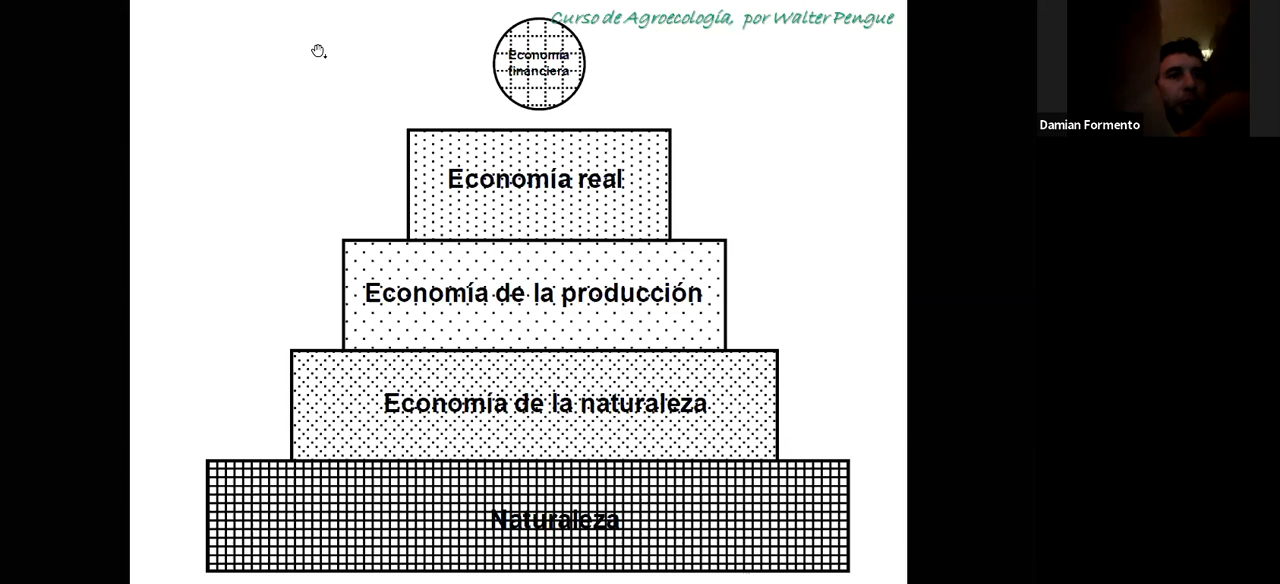 Curso de Agroecología, por Walter Pengue
Economía
financiera
Damian Formento
Economía real
Economía de la producción
Economía de la naturaleza
Naturaleza